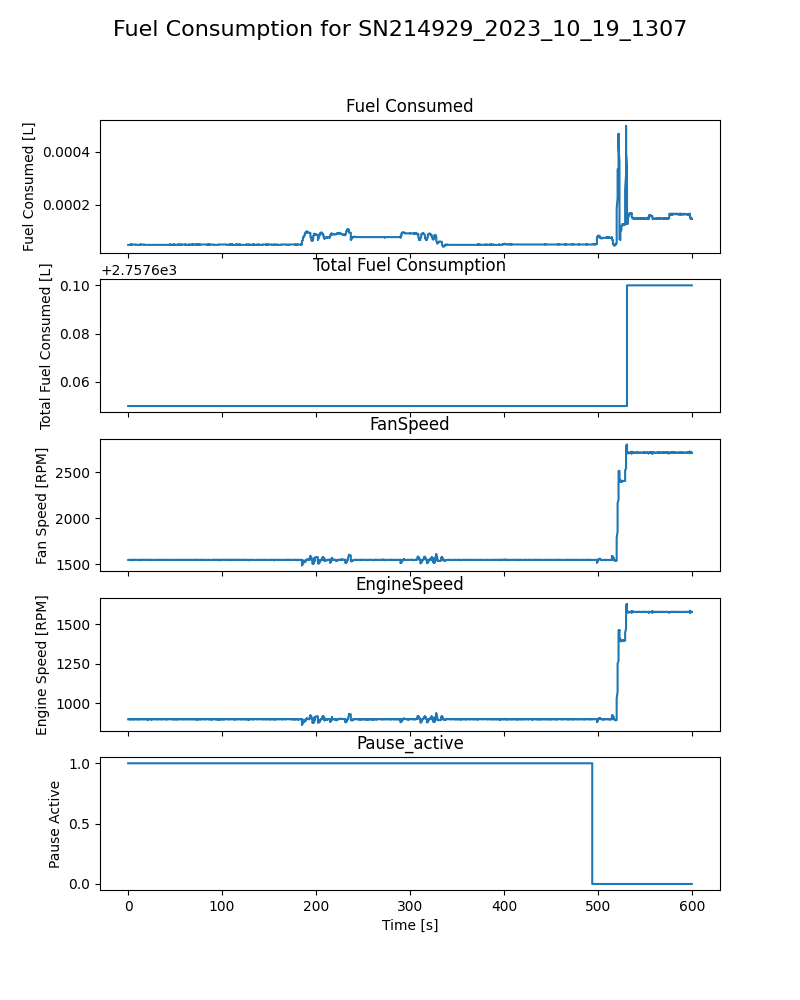 Fuel Consumption for SN214929_2023_10_19_1307
Fuel Consumed
Fuel Consumed [L]
0.0004
0.0002
Total Fuel Consumption
+2.7576e3
Total Fuel Consumed [L]
0.10
0.08
0.06
FanSpeed
Fan Speed [RPM]
2500
2000
1500
EngineSpeed
Engine Speed [RPM]
1500
1250
1000
Pause_active
Pause Active
1.0
0.5
0.0
0 100 200 300 400 500 600
Time [s]